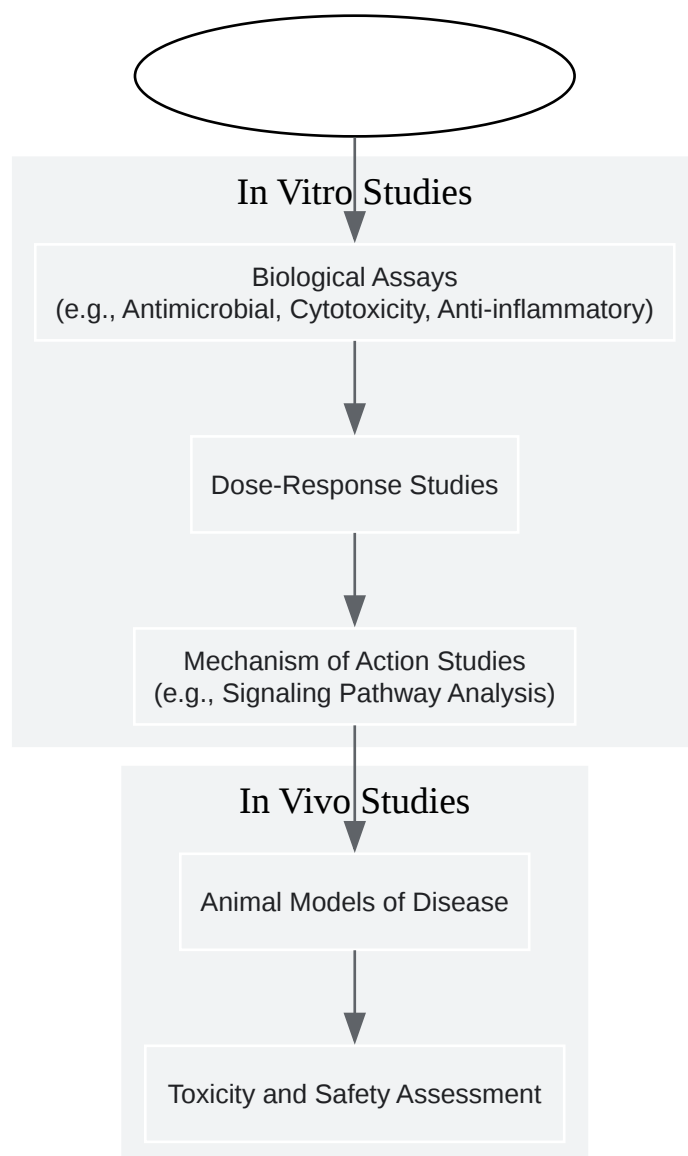 In Vitro Studies
Biological Assays
(e.g., Antimicrobial, Cytotoxicity, Anti-inflammatory)
Dose-Response Studies
Mechanism of Action Studies
(e.g., Signaling Pathway Analysis)
In Vivo Studies
Animal Models of Disease
Toxicity and Safety Assessment